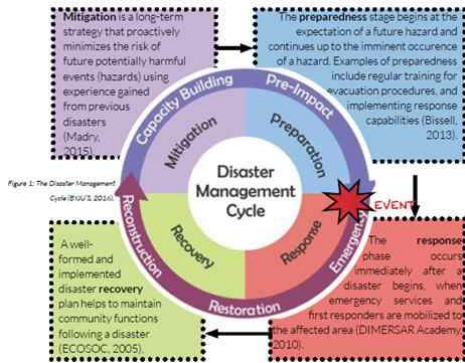 Mitigation is a long-term
strategy that proactively
minimizes the risk of
future potentially harmful
events (hazards) using
experience gained
from previous
disasters
(Madry,
2015).
The preparedness stage begins at the
expectation of a future hazard and
continues up to the imminent occurence
of a hazard. Examples of preparedness
include regular training for
evacuation procedures, and
implementing response
capabilities (Bissell,
2013).
Capacity Building
Pre-Impact
Mitigation
Preparation
Disaster
Management
Cycle
Figure 1: The Disaster Management
EVENT
Reconstruction
Recovery
Response
Emergency
Restoration
A well-
formed and
implemented
disaster recovery
plan helps to maintain
community functions
following a disaster
(ECOSOC, 2005).
The response
phase occurs
immediately after a
disaster begins, when
emergency services and
first responders are mobilized to
the affected area (DIMERSAR Academy,
2010).